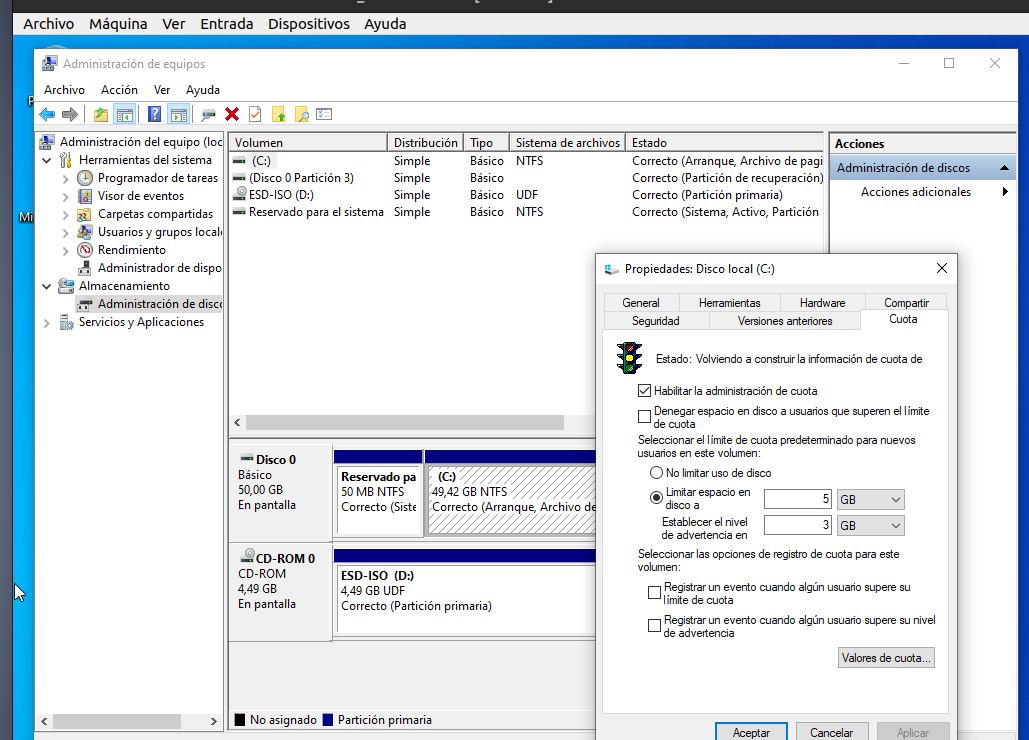 Archivo Máquina Ver Entrada Dispositivos Ayuda
Administración de equipos
Archivo Acción Ver Ayuda
Administración del equipo (loc
Herramientas del sistema
Programador de tareas
Visor de eventos
Carpetas compartidas
Usuarios y grupos locale
Rendimiento
Administrador de dispo
Almacenamiento
Administración de disco
Servicios y Aplicaciones
Volumen Distribución Tipo Sistema de archivos Estado
(C:) Simple Básico NTFS Correcto (Arranque, Archivo de pagi
(Disco 0 Partición 3) Simple Básico Correcto (Partición de recuperación)
ESD-ISO (D:) Simple Básico UDF Correcto (Partición primaria)
Reservado para el sistema Simple Básico NTFS Correcto (Sistema, Activo, Partición
Acciones
Administración de discos
Acciones adicionales
Disco 0
Básico
50,00 GB
En pantalla
Reservado pa
50 MB NTFS
Correcto (Siste
(C:)
49,42 GB NTFS
Correcto (Arranque, Archivo de
CD-ROM 0
CD-ROM
4,49 GB
En pantalla
ESD-ISO (D:)
4,49 GB UDF
Correcto (Partición primaria)
No asignado Partición primaria
Propiedades: Disco local (C:)
General Herramientas Hardware Compartir
Seguridad Versiones anteriores Cuota
Estado: Volviendo a construir la información de cuota de
Habilitar la administración de cuota
Denegar espacio en disco a usuarios que superen el límite
de cuota
Seleccionar el límite de cuota predeterminado para nuevos
usuarios en este volumen:
No limitar uso de disco
Limitar espacio en
disco a
5 GB
Establecer el nivel
de advertencia en
3 GB
Seleccionar las opciones de registro de cuota para este
volumen:
Registrar un evento cuando algún usuario supere su
límite de cuota
Registrar un evento cuando algún usuario supere su nivel
de advertencia
Valores de cuota...
Aceptar Cancelar Aplicar